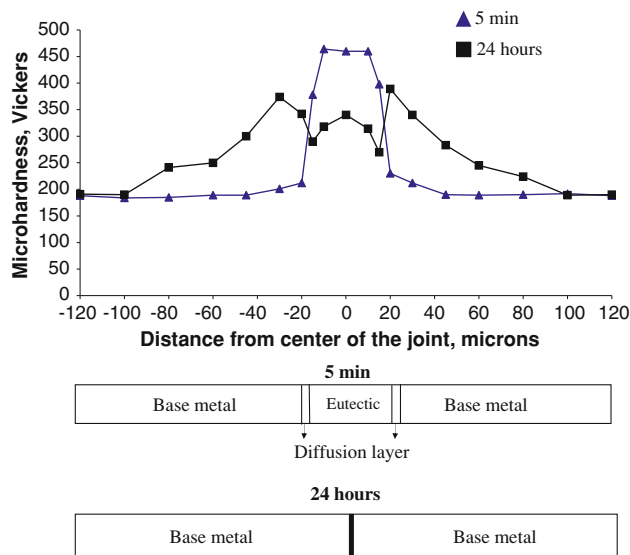 5 min
24 hours
500
450
400
350
300
250
200
150
100
50
0
Microhardness, Vickers
-120 -100 -80 -60 -40 -20 0 20 40 60 80 100 120
Distance from center of the joint, microns
5 min
Base metal Eutectic Base metal
Diffusion layer
24 hours
Base metal Base metal